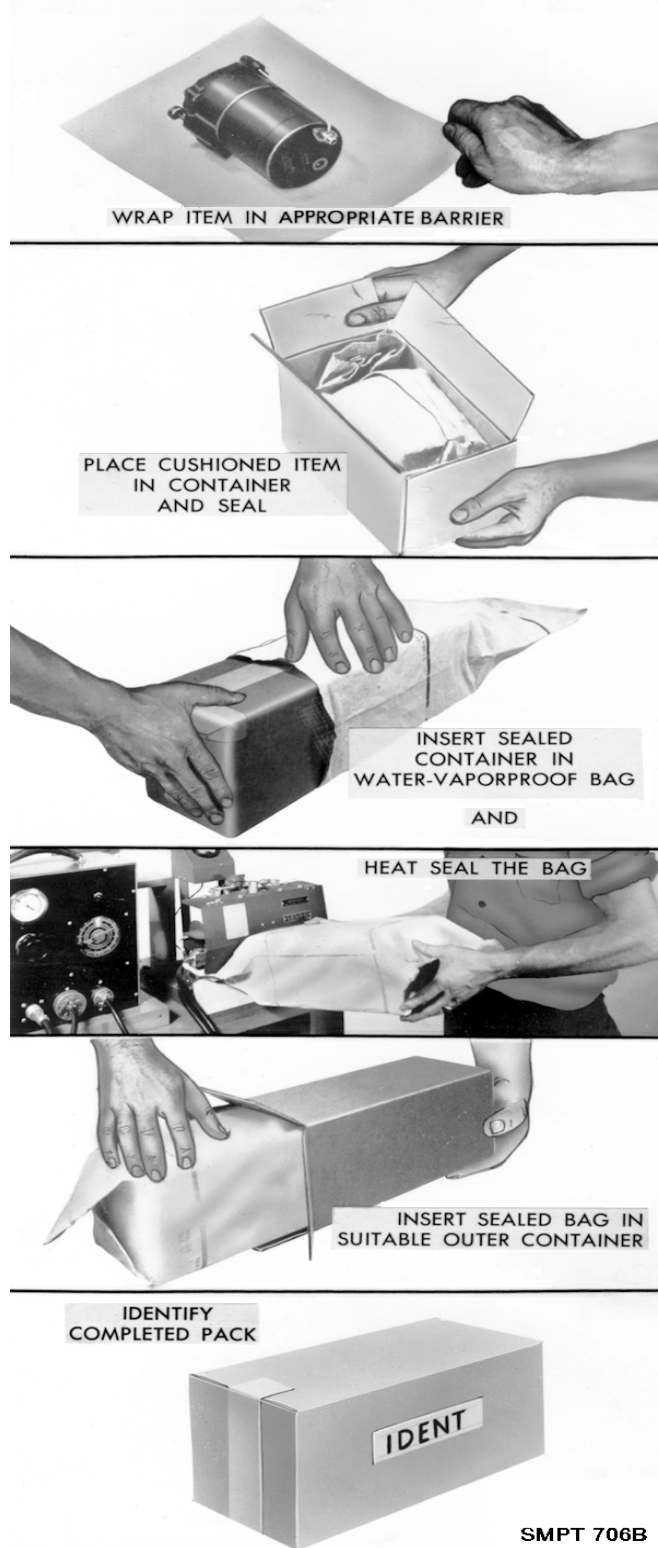 WRAP ITEM IN APPROPRIATE BARRIER
PLACE CUSHIONED ITEM
IN CONTAINER
AND SEAL
INSERT SEALED
CONTAINER IN
WATER-VAPORPROOF BAG
AND
HEAT SEAL THE BAG
INSERT SEALED BAG IN
SUITABLE OUTER CONTAINER
IDENTIFY
COMPLETED PACK
IDENT
SMPT 706B